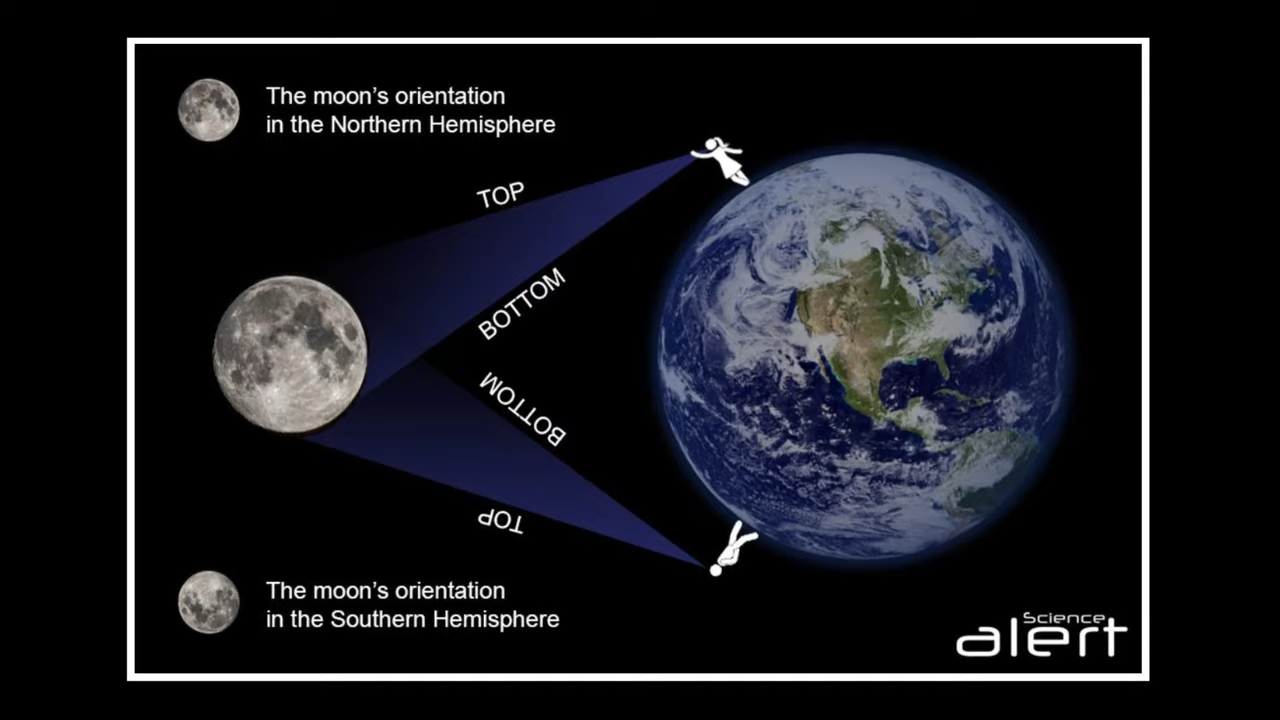 The moon's orientation
in the Northern Hemisphere
TOP
BOTTOM
BOTTOM
TOP
The moon's orientation
in the Southern Hemisphere
Science
alert